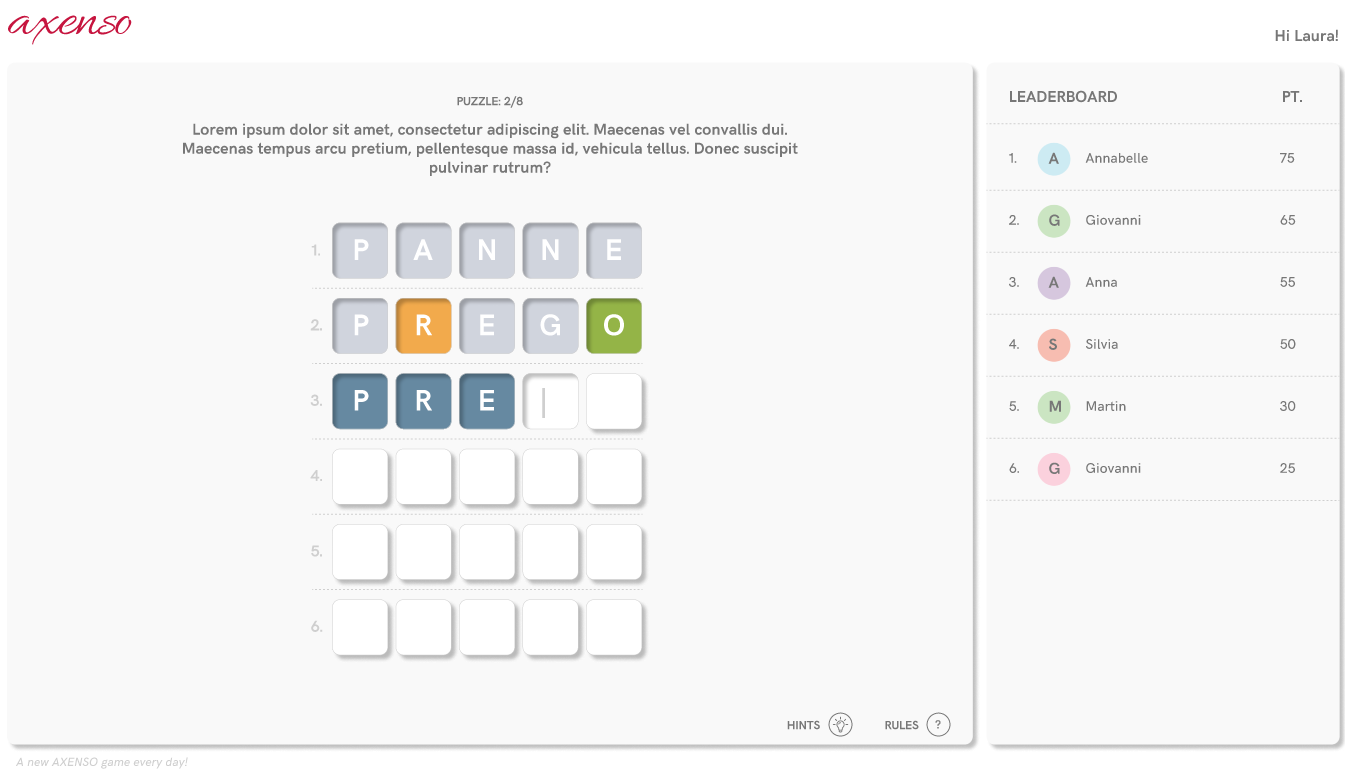 axenso
Hi Laura!
PUZZLE: 2/8
Lorem ipsum dolor sit amet, consectetur adipiscing elit. Maecenas vel convallis dui.
Maecenas tempus arcu pretium, pellentesque massa id, vehicula tellus. Donec suscipit
pulvinar rutrum?
1. P A N N E
2. P R E G O
3. P R E
4.
5.
6.
HINTS RULES ?
LEADERBOARD PT.
1. A Annabelle 75
2. G Giovanni 65
3. A Anna 55
4. S Silvia 50
5. M Martin 30
6. G Giovanni 25
A new AXENSO game every day!